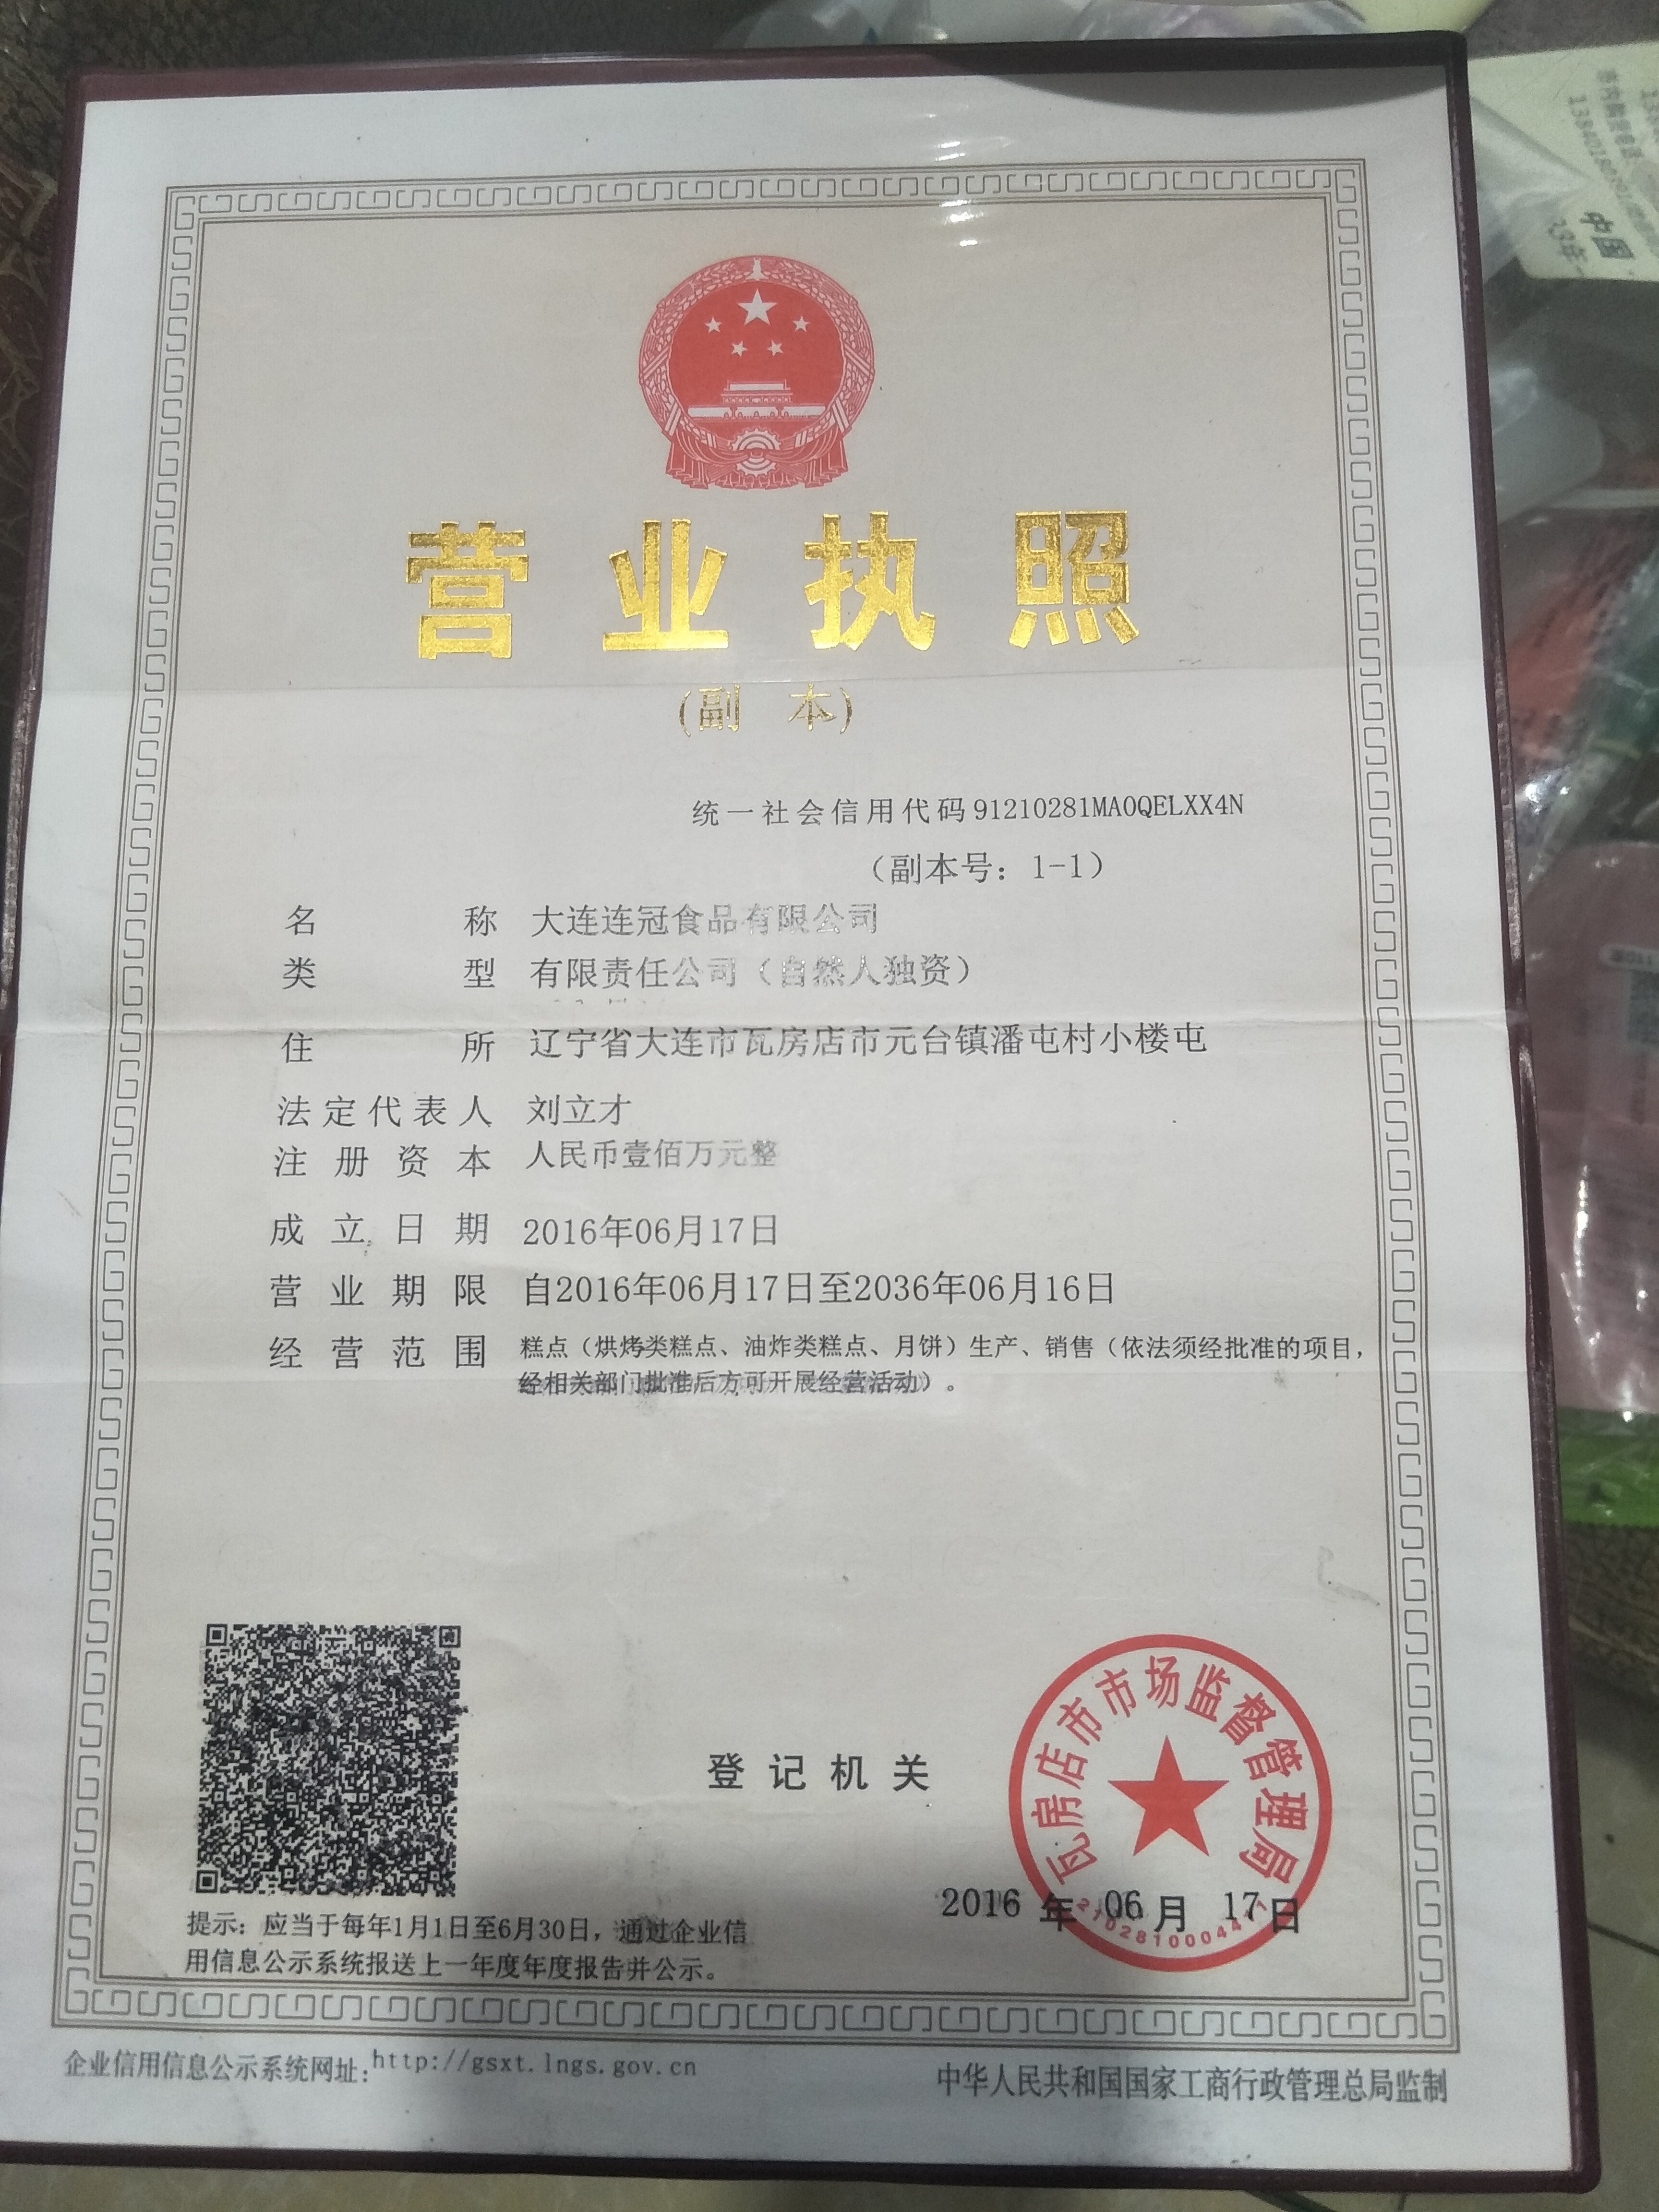 营业执照
(副 本)
统一社会信用代码 91210281MA0QELXX4N
（副本号：1-1）
名 称 大连连冠食品有限公司
类 型 有限责任公司（自然人独资）
住 所 辽宁省大连市瓦房店市元台镇潘屯村小楼屯
法定代表人 刘立才
注册资本 人民币壹佰万元整
成立日期 2016年06月17日
营业期限 自2016年06月17日至2036年06月16日
经营范围 糕点（烘烤类糕点、油炸类糕点、月饼）生产、销售（依法须经批准的项目，
经相关部门批准后方可开展经营活动）。
登记机关
瓦房店市市场监督管理局
2016 年 06 月 17 日
提示：应当于每年1月1日至6月30日，通过企业信
用信息公示系统报送上一年度年度报告并公示。
企业信用信息公示系统网址：http://gsxt.lngs.gov.cn
中华人民共和国国家工商行政管理总局监制
中国